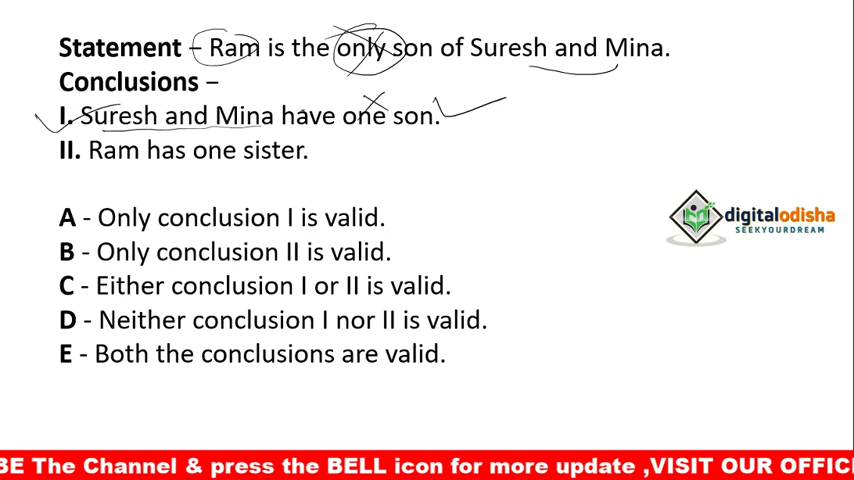 Statement – Ram is the only son of Suresh and Mina.
Conclusions –
I. Suresh and Mina have one son.
II. Ram has one sister.
A - Only conclusion I is valid.
B - Only conclusion II is valid.
C - Either conclusion I or II is valid.
D - Neither conclusion I nor II is valid.
E - Both the conclusions are valid.
digitalodisha
SEEKYOURDREAM
BE The Channel & press the BELL icon for more update ,VISIT OUR OFFIC